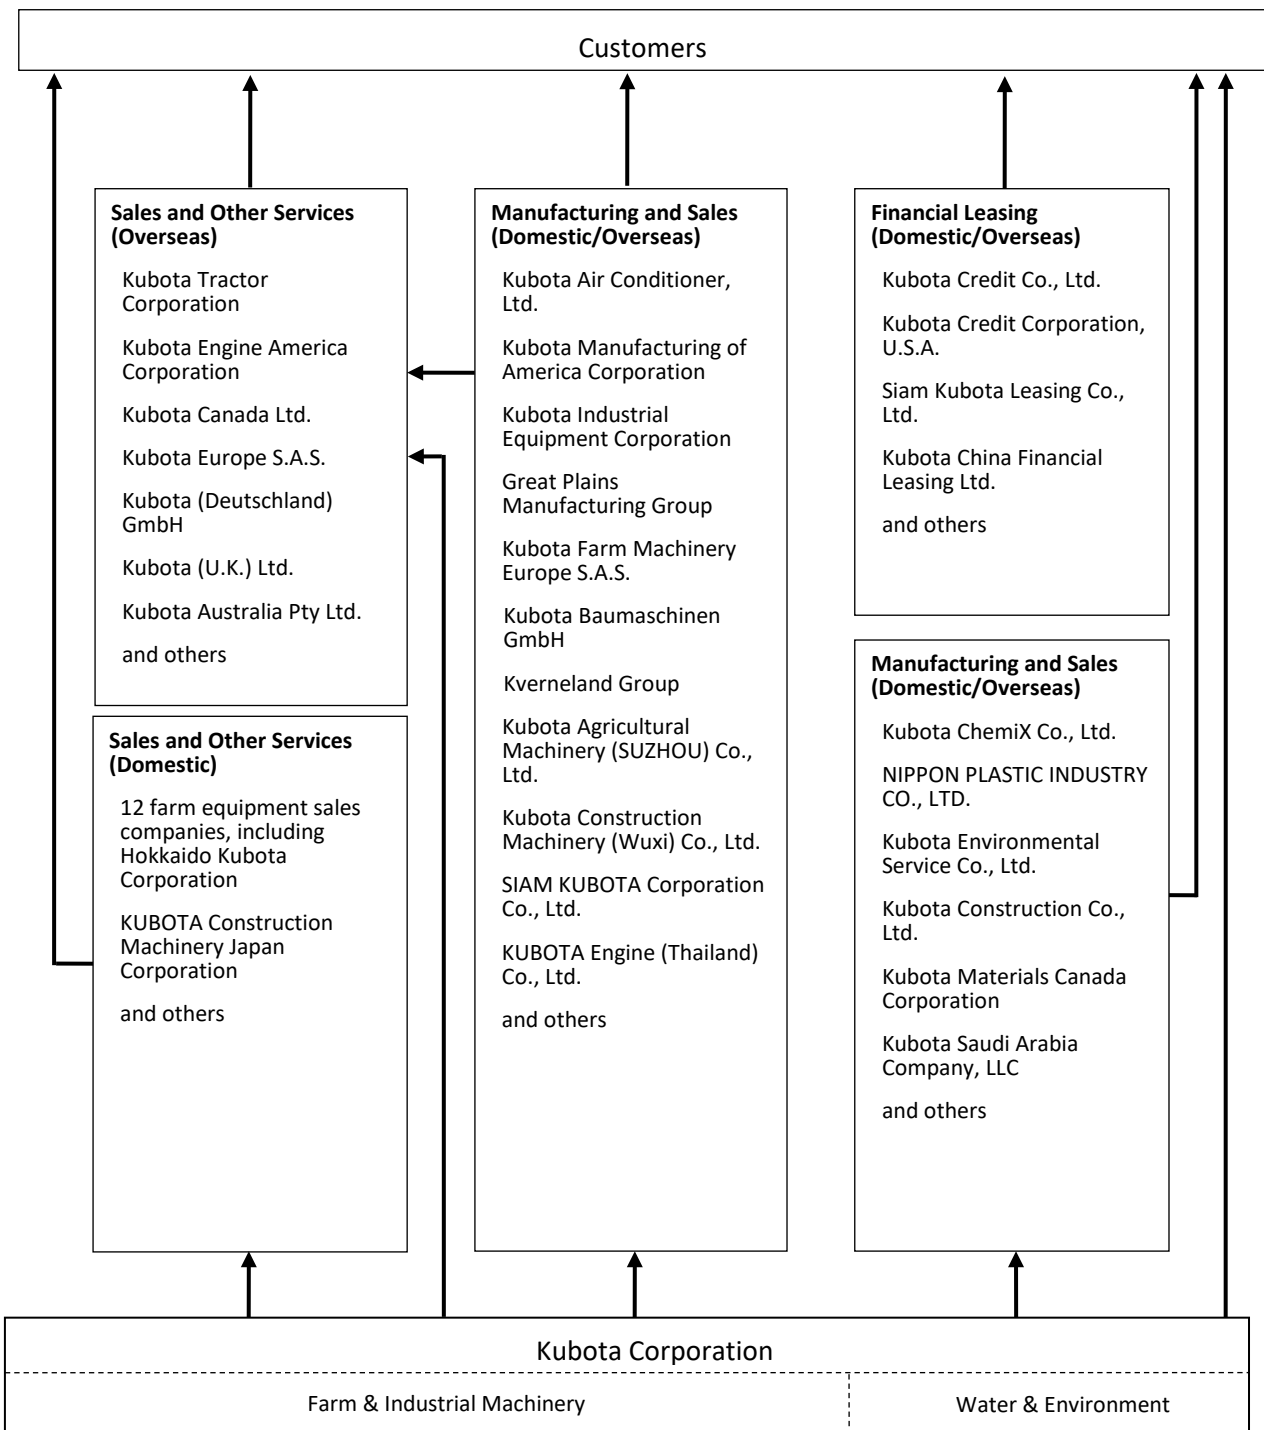 Customers
Sales and Other Services
(Overseas)
Kubota Tractor
Corporation
Kubota Engine America
Corporation
Kubota Canada Ltd.
Kubota Europe S.A.S.
Kubota (Deutschland)
GmbH
Kubota (U.K.) Ltd.
Kubota Australia Pty Ltd.
and others
Sales and Other Services
(Domestic)
12 farm equipment sales
companies, including
Hokkaido Kubota
Corporation
KUBOTA Construction
Machinery Japan
Corporation
and others
Manufacturing and Sales
(Domestic/Overseas)
Kubota Air Conditioner,
Ltd.
Kubota Manufacturing of
America Corporation
Kubota Industrial
Equipment Corporation
Great Plains
Manufacturing Group
Kubota Farm Machinery
Europe S.A.S.
Kubota Baumaschinen
GmbH
Kverneland Group
Kubota Agricultural
Machinery (SUZHOU) Co.,
Ltd.
Kubota Construction
Machinery (Wuxi) Co., Ltd.
SIAM KUBOTA Corporation
Co., Ltd.
KUBOTA Engine (Thailand)
Co., Ltd.
and others
Financial Leasing
(Domestic/Overseas)
Kubota Credit Co., Ltd.
Kubota Credit Corporation,
U.S.A.
Siam Kubota Leasing Co.,
Ltd.
Kubota China Financial
Leasing Ltd.
and others
Manufacturing and Sales
(Domestic/Overseas)
Kubota ChemiX Co., Ltd.
NIPPON PLASTIC INDUSTRY
CO., LTD.
Kubota Environmental
Service Co., Ltd.
Kubota Construction Co.,
Ltd.
Kubota Materials Canada
Corporation
Kubota Saudi Arabia
Company, LLC
and others
Kubota Corporation
Farm & Industrial Machinery
Water & Environment